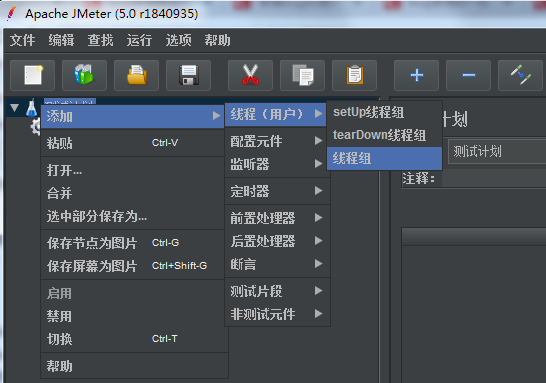 Apache JMeter (5.0 r1840935)
文件 编辑 查找 运行 选项 帮助
测试计划
添加
粘贴 Ctrl-V
打开...
合并
选中部分保存为...
保存节点为图片 Ctrl-G
保存屏幕为图片 Ctrl+Shift-G
启用
禁用
切换 Ctrl-T
帮助
线程（用户）
配置元件
监听器
定时器
前置处理器
后置处理器
断言
测试片段
非测试元件
setUp线程组
tearDown线程组
线程组
计划
测试计划
注释：